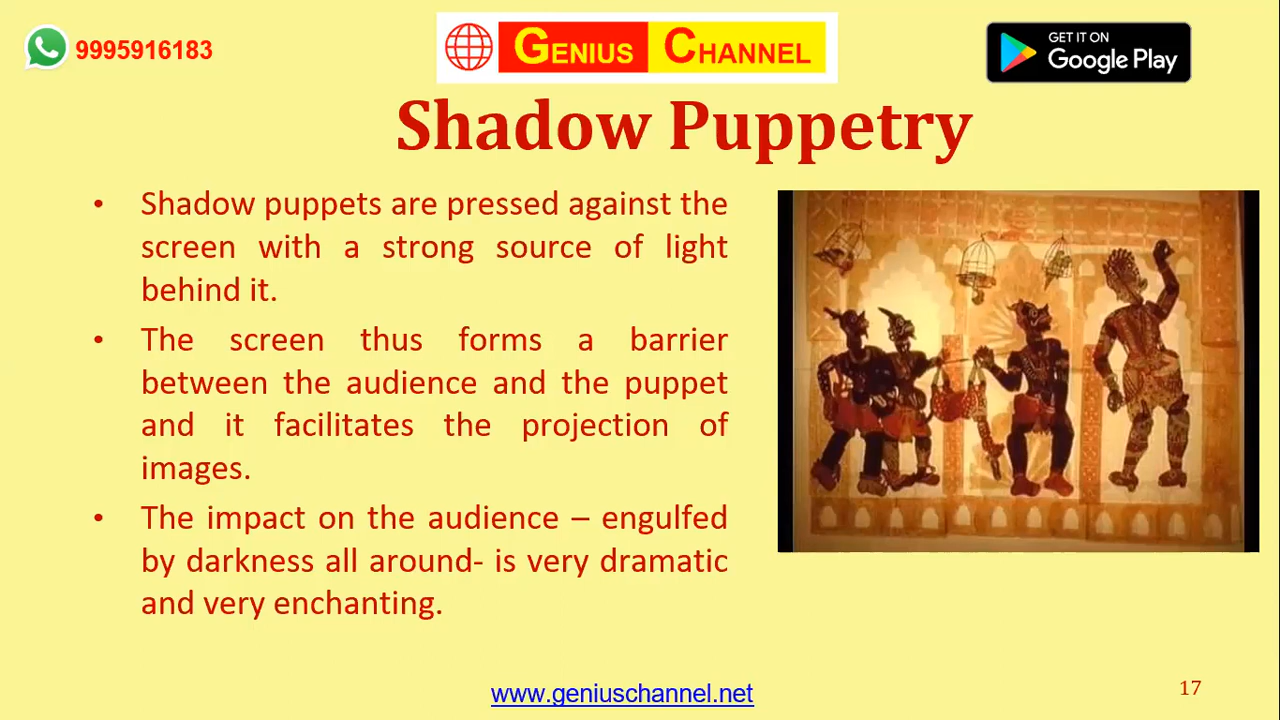 9995916183
GENIUS CHANNEL
GET IT ON
Google Play
Shadow Puppetry
• Shadow puppets are pressed against the
screen with a strong source of light
behind it.
• The screen thus forms a barrier
between the audience and the puppet
and it facilitates the projection of
images.
• The impact on the audience – engulfed
by darkness all around- is very dramatic
and very enchanting.
www.geniuschannel.net
17